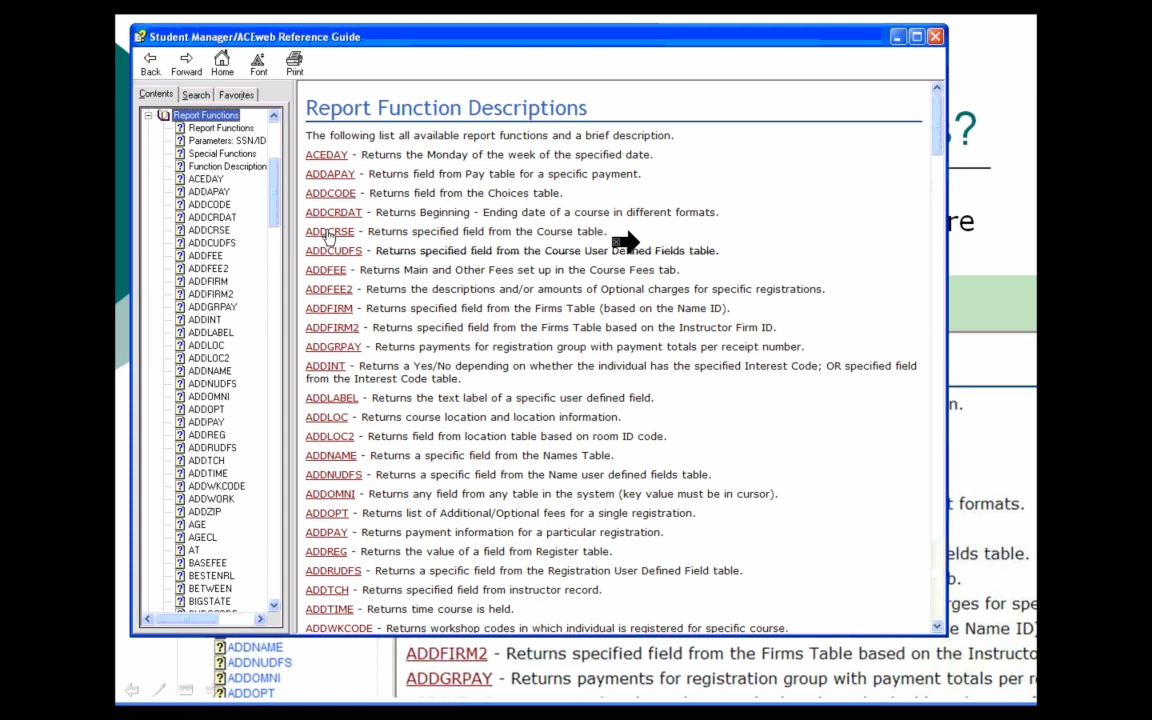 Student Manager/ACEweb Reference Guide
Back Forward Home Font Print
Contents Search Favorites
Report Functions
Report Functions
Parameters: SSN/ID
Special Functions
Function Description
ACEDAY
ADDAPAY
ADDCODE
ADDCRDAT
ADDCRSE
ADDCUDFS
ADDFEE
ADDFEE2
ADDFIRM
ADDFIRM2
ADDGRPAY
ADDINT
ADDLABEL
ADDLOC
ADDLOC2
ADDNAME
ADDNUDFS
ADDOMNI
ADDOPT
ADDPAY
ADDREG
ADDRUDFS
ADDTCH
ADDTIME
ADDWKCODE
ADDWORK
ADDZIP
AGE
AGECL
AT
BASEFEE
BESTENRL
BETWEEN
BIGSTATE
Report Function Descriptions
The following list all available report functions and a brief description.
ACEDAY - Returns the Monday of the week of the specified date.
ADDAPAY - Returns field from Pay table for a specific payment.
ADDCODE - Returns field from the Choices table.
ADDCRDAT - Returns Beginning - Ending date of a course in different formats.
ADDCRSE - Returns specified field from the Course table.
ADDCUDFS - Returns specified field from the Course User Defined Fields table.
ADDFEE - Returns Main and Other Fees set up in the Course Fees tab.
ADDFEE2 - Returns the descriptions and/or amounts of Optional charges for specific registrations.
ADDFIRM - Returns specified field from the Firms Table (based on the Name ID).
ADDFIRM2 - Returns specified field from the Firms Table based on the Instructor Firm ID.
ADDGRPAY - Returns payments for registration group with payment totals per receipt number.
ADDINT - Returns a Yes/No depending on whether the individual has the specified Interest Code; OR specified field
from the Interest Code table.
ADDLABEL - Returns the text label of a specific user defined field.
ADDLOC - Returns course location and location information.
ADDLOC2 - Returns field from location table based on room ID code.
ADDNAME - Returns a specific field from the Names Table.
ADDNUDFS - Returns a specific field from the Name user defined fields table.
ADDOMNI - Returns any field from any table in the system (key value must be in cursor).
ADDOPT - Returns list of Additional/Optional fees for a single registration.
ADDPAY - Returns payment information for a particular registration.
ADDREG - Returns the value of a field from Register table.
ADDRUDFS - Returns a specific field from the Registration User Defined Field table.
ADDTCH - Returns specified field from instructor record.
ADDTIME - Returns time course is held.
ADDWKCODE - Returns workshop codes in which individual is registered for specific course.
s?
re
n.
t formats.
elds table.
b.
rges for spe
e Name ID)
ADDNAME
ADDNUDFS
ADDOMNI
ADDOPT
ADDFIRM2 - Returns specified field from the Firms Table based on the Instructo
ADDGRPAY - Returns payments for registration group with payment totals per r